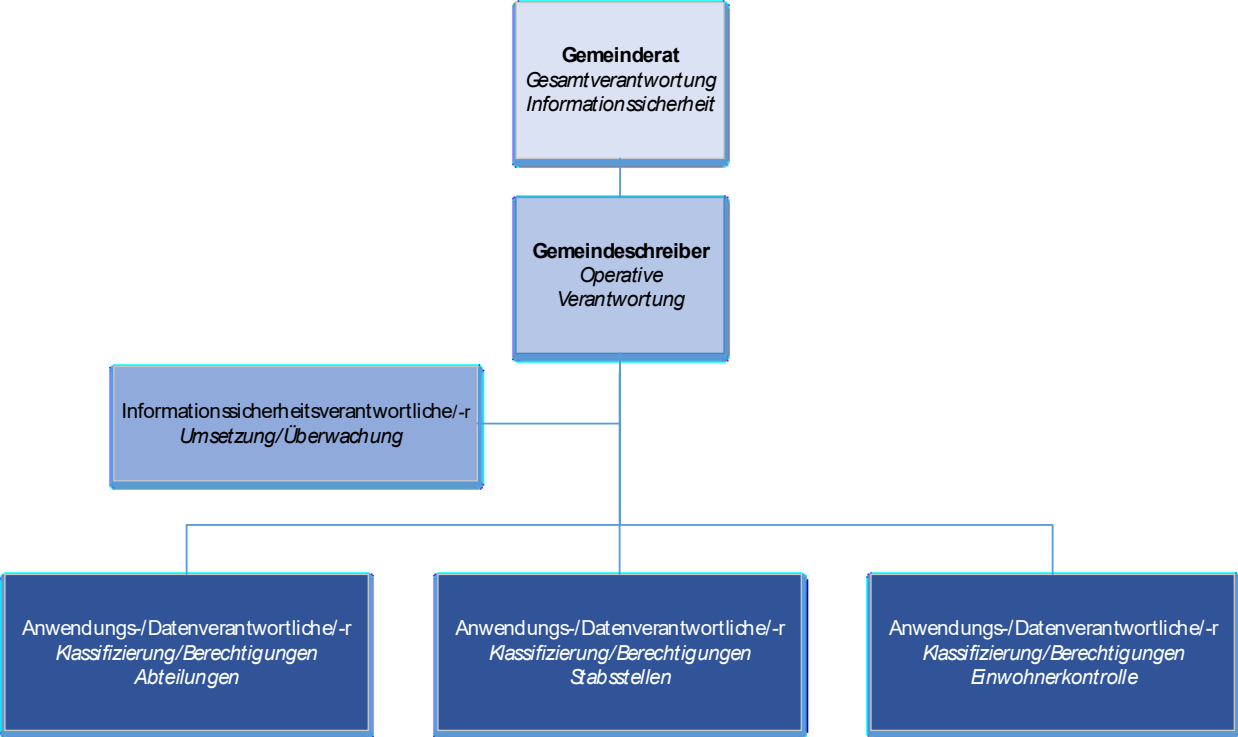 Gemeinderat
Gesamtverantwortung
Informationssicherheit
Gemeindeschreiber
Operative
Verantwortung
Informationssicherheitsverantwortliche/-r
Umsetzung/Überwachung
Anwendungs-/Datenverantwortliche/-r
Klassifizierung/Berechtigungen
Abteilungen
Anwendungs-/Datenverantwortliche/-r
Klassifizierung/Berechtigungen
Stabsstellen
Anwendungs-/Datenverantwortliche/-r
Klassifizierung/Berechtigungen
Einwohnerkontrolle